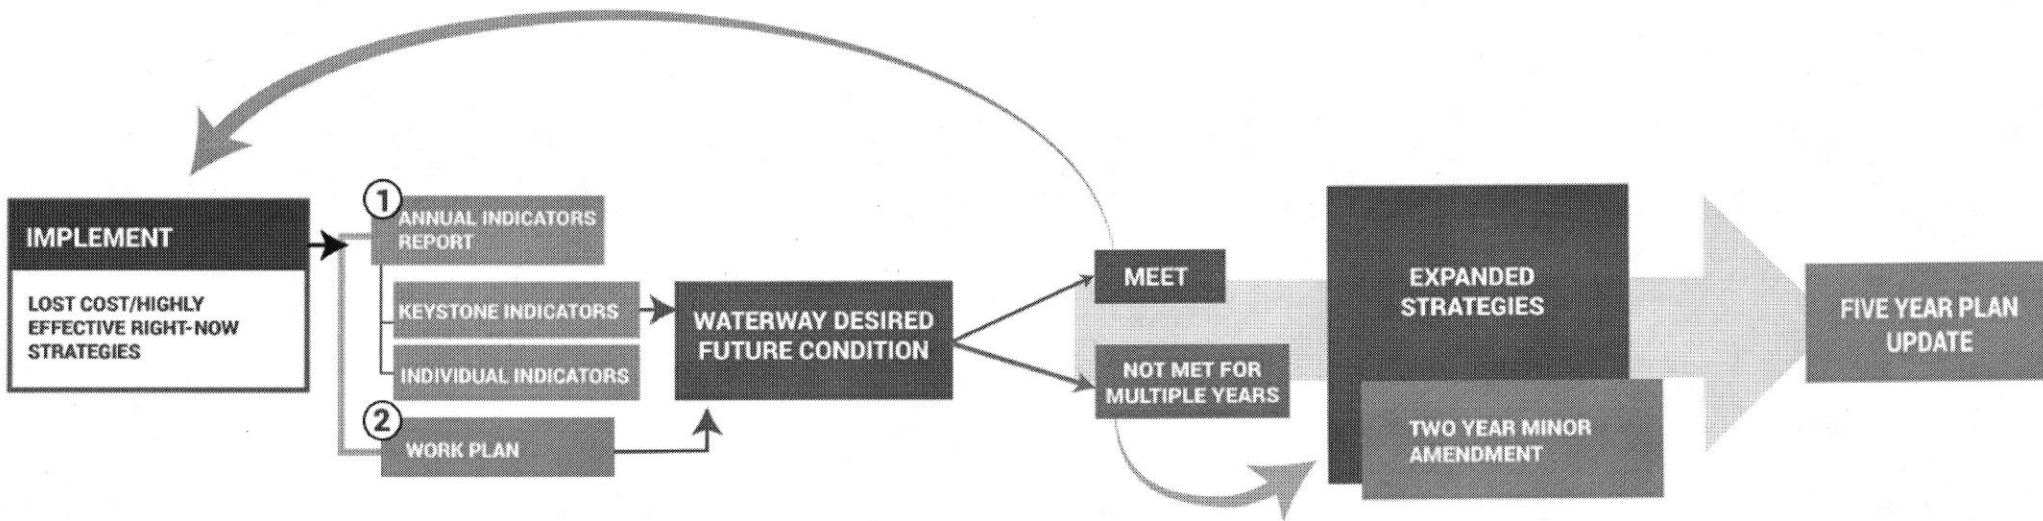 IMPLEMENT
LOST COST/HIGHLY
EFFECTIVE RIGHT-NOW
STRATEGIES
1
ANNUAL INDICATORS
REPORT
KEYSTONE INDICATORS
INDIVIDUAL INDICATORS
2
WORK PLAN
WATERWAY DESIRED
FUTURE CONDITION
MEET
NOT MET FOR
MULTIPLE YEARS
EXPANDED
STRATEGIES
TWO YEAR MINOR
AMENDMENT
FIVE YEAR PLAN
UPDATE